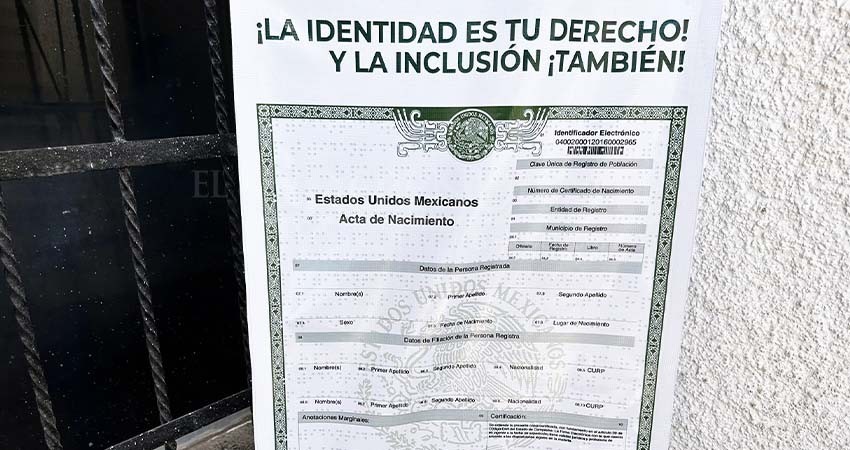 ¡LA IDENTIDAD ES TU DERECHO!
Y LA INCLUSIÓN ¡TAMBIÉN!
EL
Identificador Electrónico
04002000120160002965
Clave Única de Registro de Población
Número de Certificado de Nacimiento
Entidad de Registro
Municipio de Registro
Oficialía Fecha de Registro Libro Número de Acta
Estados Unidos Mexicanos
Acta de Nacimiento
Datos de la Persona Registrada
Nombre(s) Primer Apellido Segundo Apellido
Sexo Fecha de Nacimiento Lugar de Nacimiento
Datos de Filiación de la Persona Registra
Nombre(s) Primer Apellido Segundo Apellido Nacionalidad CURP
Nombre(s) Primer Apellido Segundo Apellido Nacionalidad CURP
Anotaciones Marginales: Certificación:
ESTADOS UNIDOS MEXICANOS